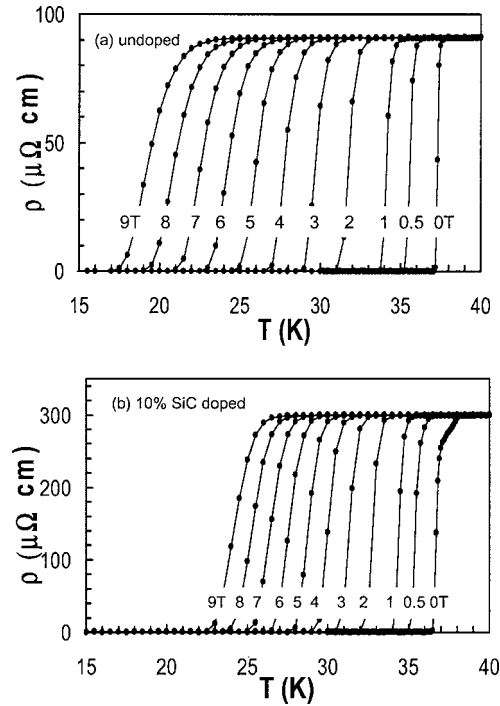 (a) undoped
100
50
0
ρ (μΩ cm)
9T 8 7 6 5 4 3 2 1 0.5 0T
15 20 25 30 35 40
T (K)
(b) 10% SiC doped
300
200
100
0
ρ (μΩ cm)
9T 8 7 6 5 4 3 2 1 0.5 0T
15 20 25 30 35 40
T (K)